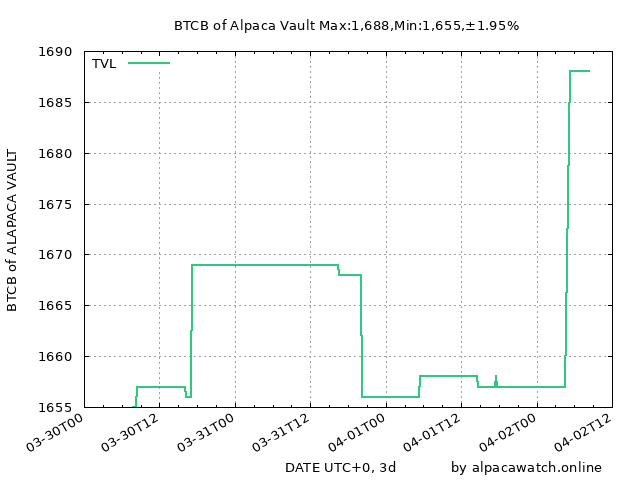 BTCB of Alpaca Vault Max:1,688,Min:1,655,±1.95%
TVL
BTCB of ALAPACA VAULT
1690
1685
1680
1675
1670
1665
1660
1655
03-30T00
03-30T12
03-31T00
03-31T12
04-01T00
04-01T12
04-02T00
04-02T12
DATE UTC+0, 3d
by alpacawatch.online